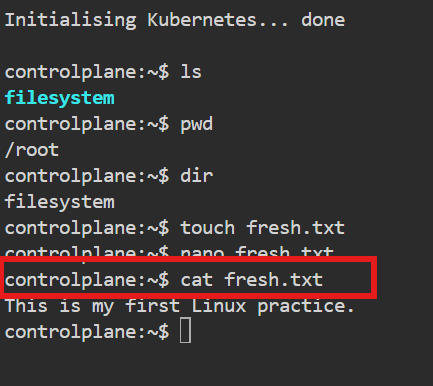 Initialising Kubernetes... done
controlplane:~$ ls
filesystem
controlplane:~$ pwd
/root
controlplane:~$ dir
filesystem
controlplane:~$ touch fresh.txt
controlplane:~$ nano fresh.txt
controlplane:~$ cat fresh.txt
This is my first Linux practice.
controlplane:~$